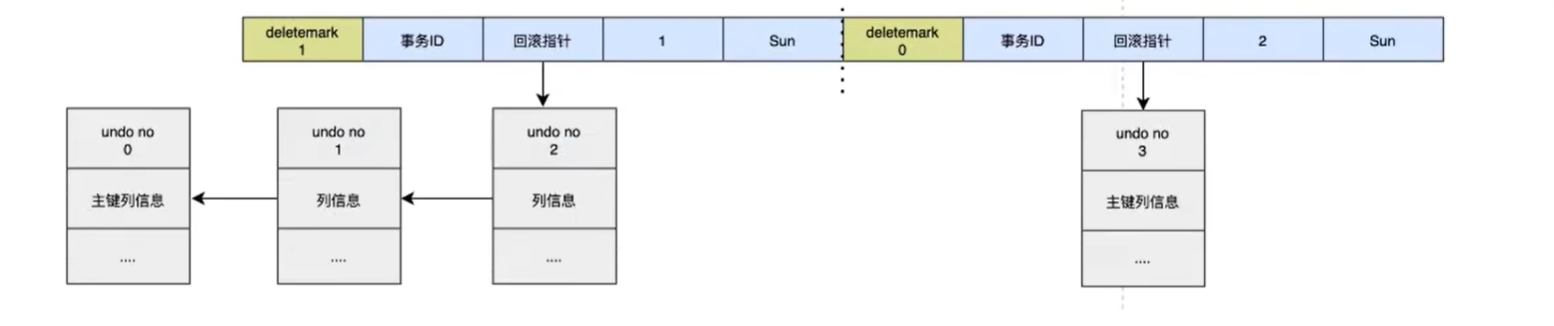 deletemark
1
事务ID
回滚指针
1
Sun
deletemark
0
事务ID
回滚指针
2
Sun
undo no
0
主键列信息
....
undo no
1
列信息
....
undo no
2
列信息
....
undo no
3
主键列信息
....